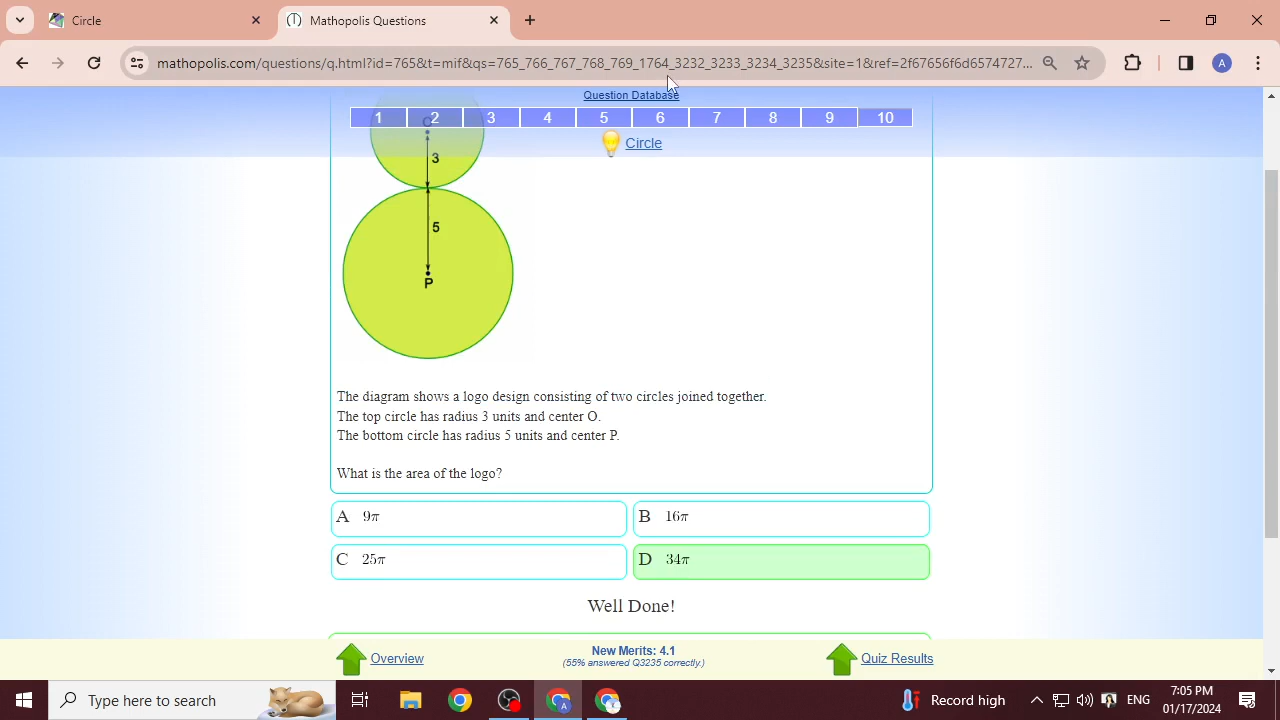 Circle
Mathopolis Questions
mathopolis.com/questions/q.html?id=765&t=mif&qs=765_766_767_768_769_1764_3232_3233_3234_3235&site=1&ref=2f67656f6d6574727...
A
Question Database
1 2 3 4 5 6 7 8 9 10
Circle
3
5
P
The diagram shows a logo design consisting of two circles joined together.
The top circle has radius 3 units and center O.
The bottom circle has radius 5 units and center P.
What is the area of the logo?
A 9π
B 16π
C 25π
D 34π
Well Done!
Overview
New Merits: 4.1
(55% answered Q3235 correctly.)
Quiz Results
Type here to search
Record high
ENG
7:05 PM
01/17/2024